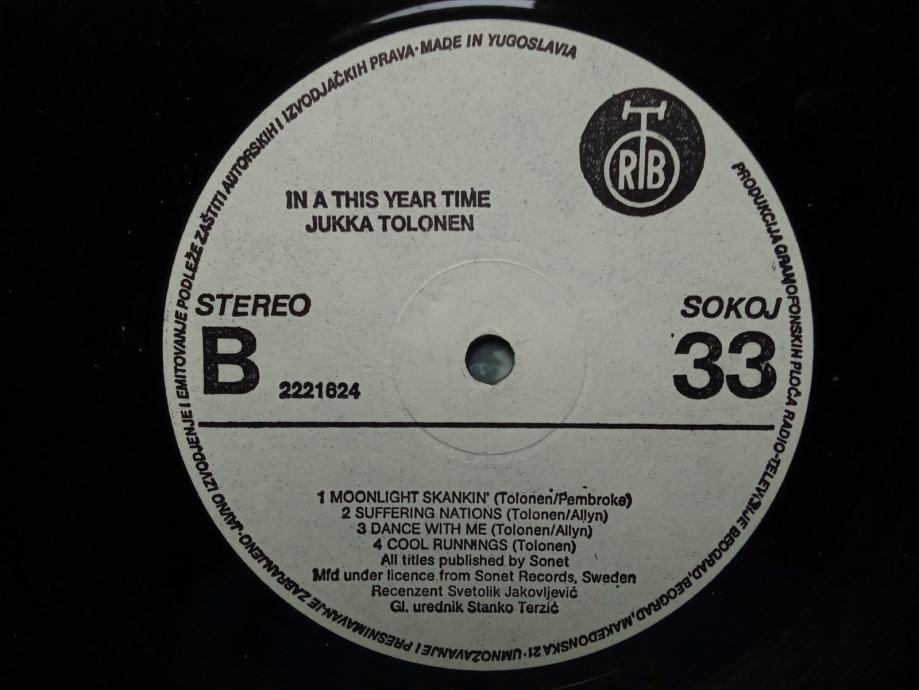 PRODUKCIJA GRAMOFONSKIH PLOČA RADIO-TELEVIZIJE BEOGRAD, BEOGRAD, MAKEDONSKA 21 · UMNOŽAVANJE I PRESNIMAVANJE ZABRANJENO · JAVNO IZVODJENJE I EMITOVANJE PODLEŽE ZAŠTITI AUTORSKIH I IZVODJAČKIH PRAVA · MADE IN YUGOSLAVIA
RTB
IN A THIS YEAR TIME
JUKKA TOLONEN
STEREO
SOKOJ
B
2221624
33
1 MOONLIGHT SKANKIN' (Tolonen/Pembroke)
2 SUFFERING NATIONS (Tolonen/Allyn)
3 DANCE WITH ME (Tolonen/Allyn)
4 COOL RUNNINGS (Tolonen)
All titles published by Sonet
Mfd under licence from Sonet Records, Sweden
Recenzent Svetolik Jakovljević
Gl. urednik Stanko Terzić